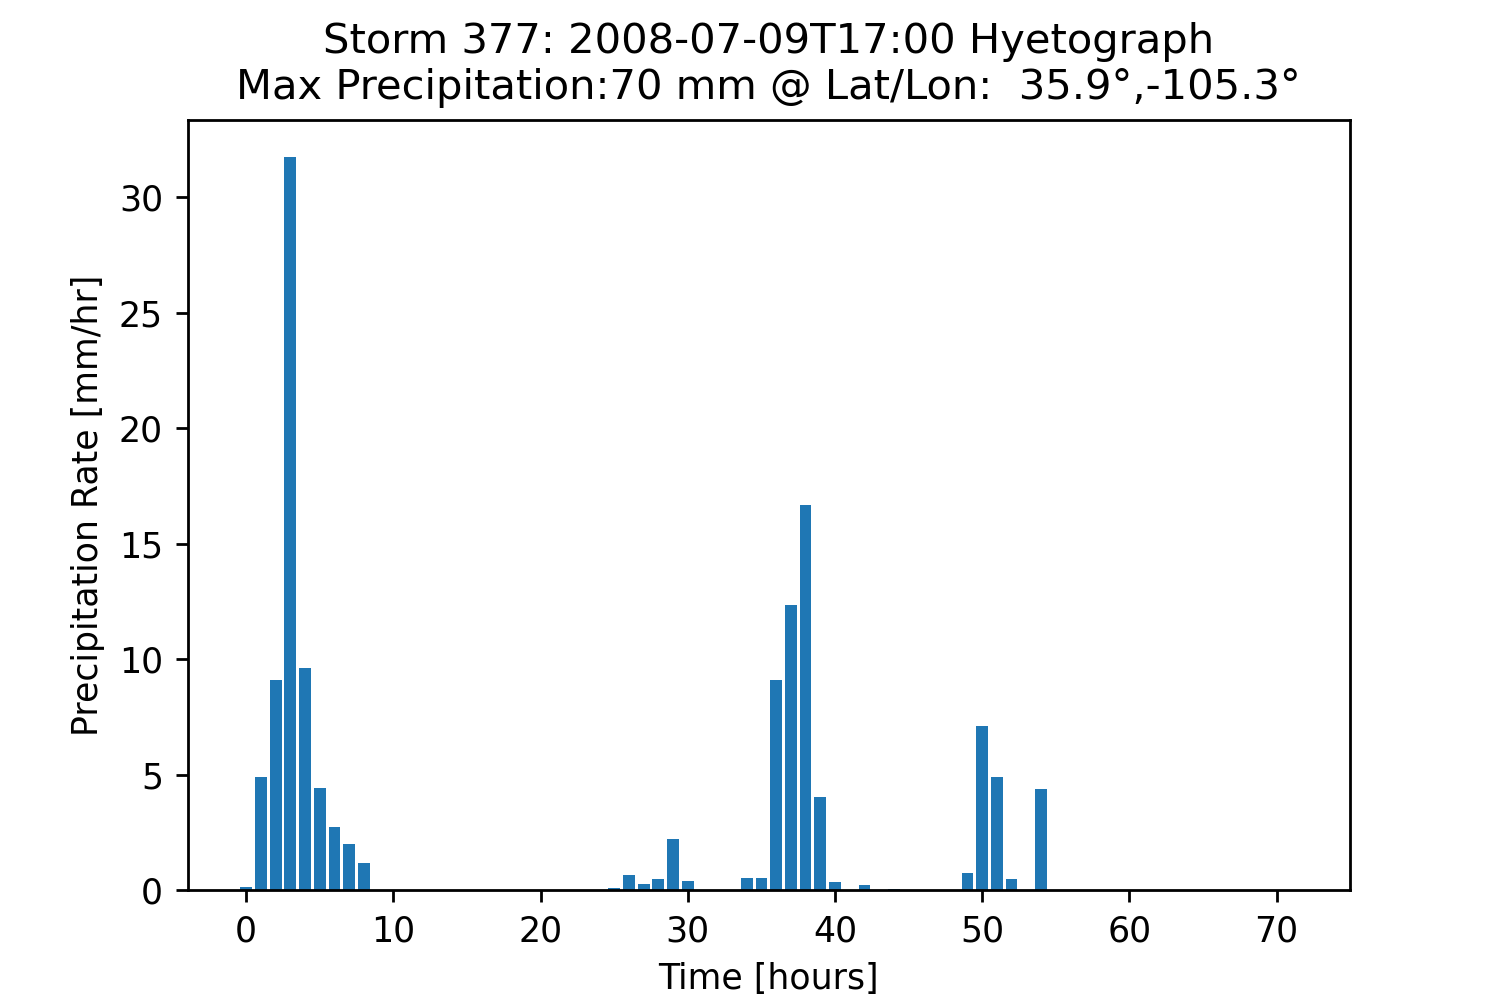 Storm 377: 2008-07-09T17:00 Hyetograph
Max Precipitation:70 mm @ Lat/Lon:  35.9°,-105.3°
Precipitation Rate [mm/hr]
30
25
20
15
10
5
0
0 10 20 30 40 50 60 70
Time [hours]